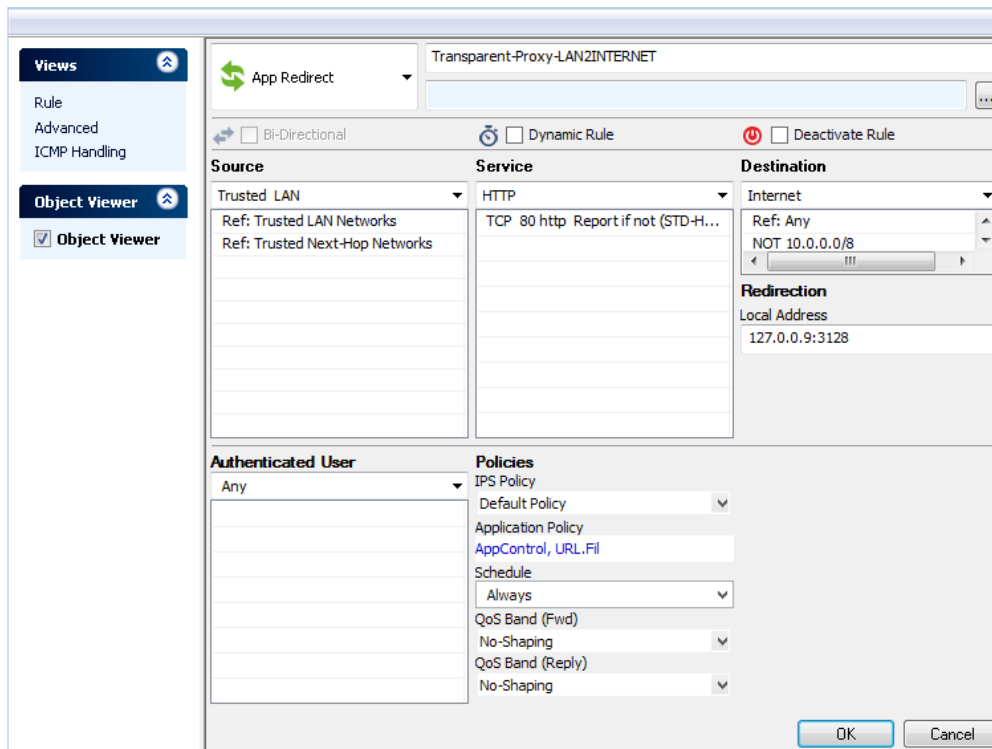 Views
Rule
Advanced
ICMP Handling
Object Viewer
Object Viewer
App Redirect
Transparent-Proxy-LAN2INTERNET
...
Bi-Directional
Dynamic Rule
Deactivate Rule
Source
Trusted LAN
Ref: Trusted LAN Networks
Ref: Trusted Next-Hop Networks
Service
HTTP
TCP 80 http Report if not (STD-H...
Destination
Internet
Ref: Any
NOT 10.0.0.0/8
Redirection
Local Address
127.0.0.9:3128
Authenticated User
Any
Policies
IPS Policy
Default Policy
Application Policy
AppControl, URL.Fil
Schedule
Always
QoS Band (Fwd)
No-Shaping
QoS Band (Reply)
No-Shaping
OK
Cancel